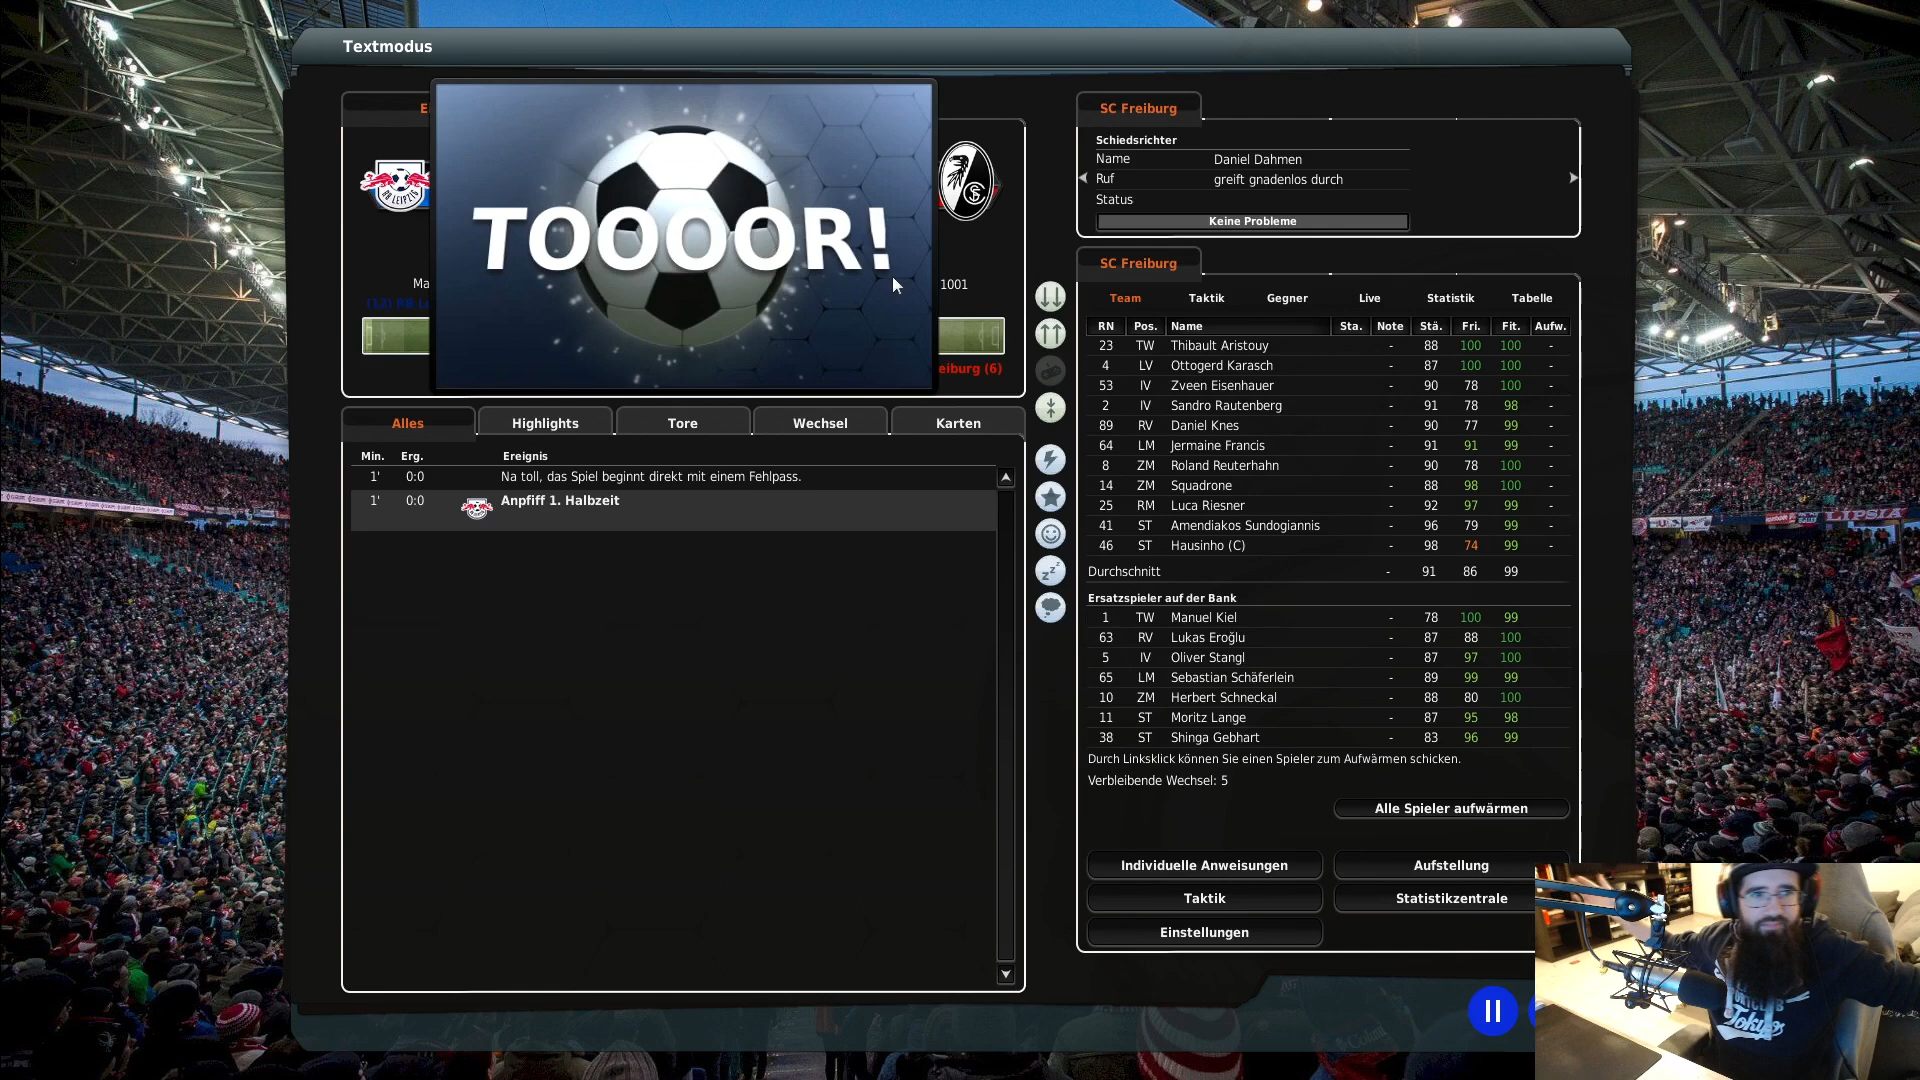 Textmodus
TOOOOR!
RB LEIPZIG
1001
eiburg (6)
Alles Highlights Tore Wechsel Karten
Min. Erg. Ereignis
1' 0:0 Na toll, das Spiel beginnt direkt mit einem Fehlpass.
1' 0:0 Anpfiff 1. Halbzeit
SC Freiburg
Schiedsrichter
Name Daniel Dahmen
Ruf greift gnadenlos durch
Status
Keine Probleme
SC Freiburg
Team Taktik Gegner Live Statistik Tabelle
RN Pos. Name Sta. Note Stä. Fri. Fit. Aufw.
23 TW Thibault Aristouy - 88 100 100 -
4 LV Ottogerd Karasch - 87 100 100 -
53 IV Zveen Eisenhauer - 90 78 100 -
2 IV Sandro Rautenberg - 91 78 98 -
89 RV Daniel Knes - 90 77 99 -
64 LM Jermaine Francis - 91 91 99 -
8 ZM Roland Reuterhahn - 90 78 100 -
14 ZM Squadrone - 88 98 100 -
25 RM Luca Riesner - 92 97 99 -
41 ST Amendiakos Sundogiannis - 96 79 99 -
46 ST Hausinho (C) - 98 74 99 -
Durchschnitt - 91 86 99
Ersatzspieler auf der Bank
1 TW Manuel Kiel - 78 100 99
63 RV Lukas Eroğlu - 87 88 100
5 IV Oliver Stangl - 87 97 100
65 LM Sebastian Schäferlein - 89 99 99
10 ZM Herbert Schneckal - 88 80 100
11 ST Moritz Lange - 87 95 98
38 ST Shinga Gebhart - 83 96 99
Durch Linksklick können Sie einen Spieler zum Aufwärmen schicken.
Verbleibende Wechsel: 5
Alle Spieler aufwärmen
Individuelle Anweisungen Aufstellung
Taktik Statistikzentrale
Einstellungen
LIPSIA
Tokyo